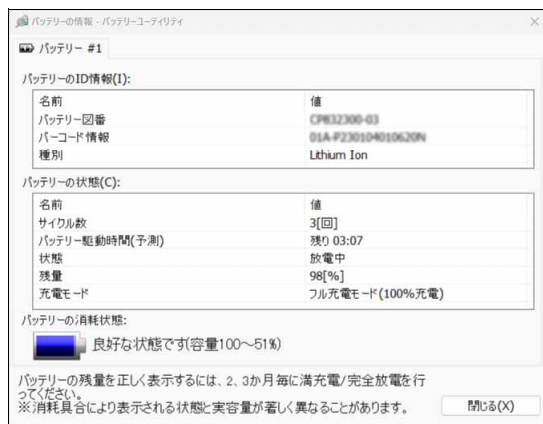 バッテリーの情報 - バッテリーユーティリティ
バッテリー #1
バッテリーのID情報(I):
名前 値
バッテリー図番
バーコード情報
種別 Lithium Ion
バッテリーの状態(C):
名前 値
サイクル数 3[回]
バッテリー駆動時間(予測) 残り 03:07
状態 放電中
残量 98[%]
充電モード フル充電モード(100%充電)
バッテリーの消耗状態:
良好な状態です(容量100～51%)
バッテリーの残量を正しく表示するには、2、3か月毎に満充電/完全放電を行
ってください。
※消耗具合により表示される状態と実容量が著しく異なることがあります。
閉じる(X)